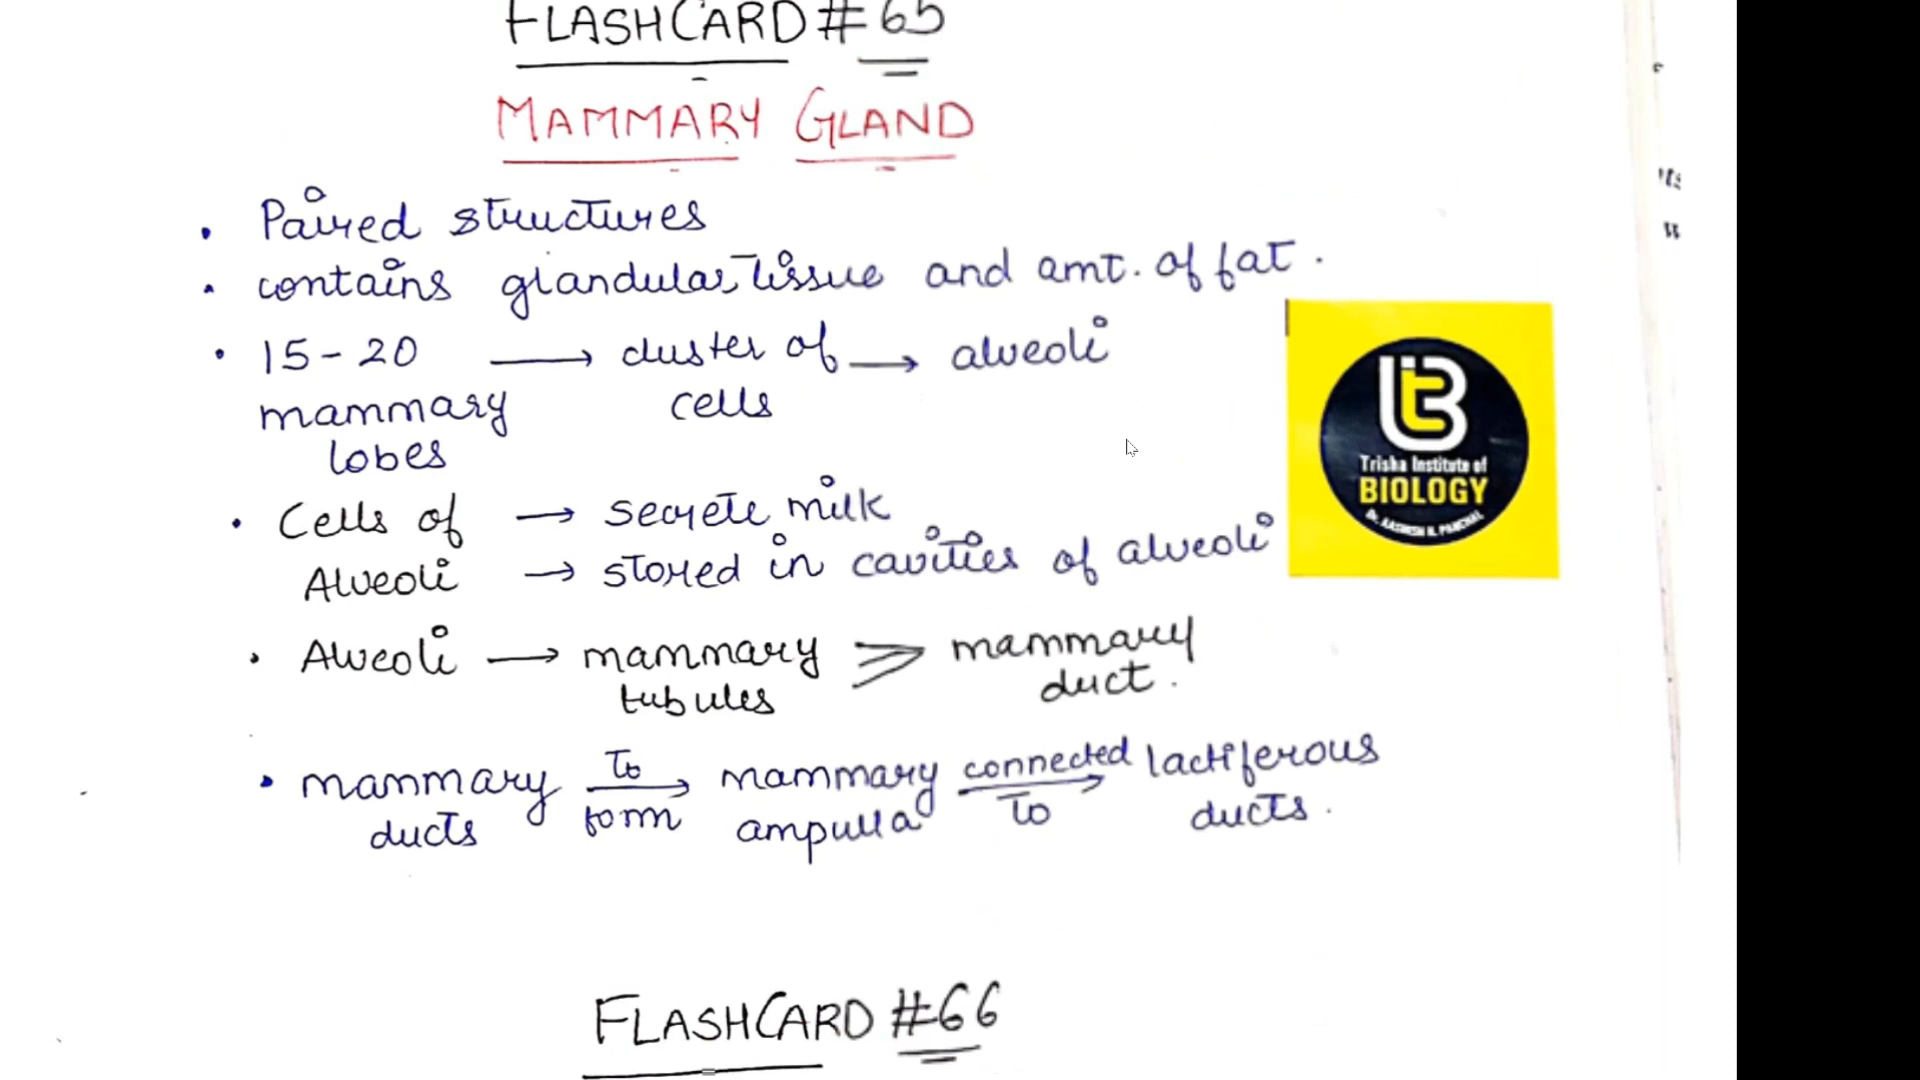 FLASHCARD #65
MAMMARY GLAND
• Paired structures
• contains glandular tissue and amt. of fat.
• 15-20 ⟶ cluster of ⟶ alveoli
mammary cells
lobes
• Cells of → secrete milk
Alveoli → stored in cavities of alveoli
• Alveoli → mammary ⟩ mammary
tubules duct.
• mammary To → mammary connected → lactiferous
ducts form ampulla To ducts.
Trisha Institute of
BIOLOGY
FLASHCARD #66